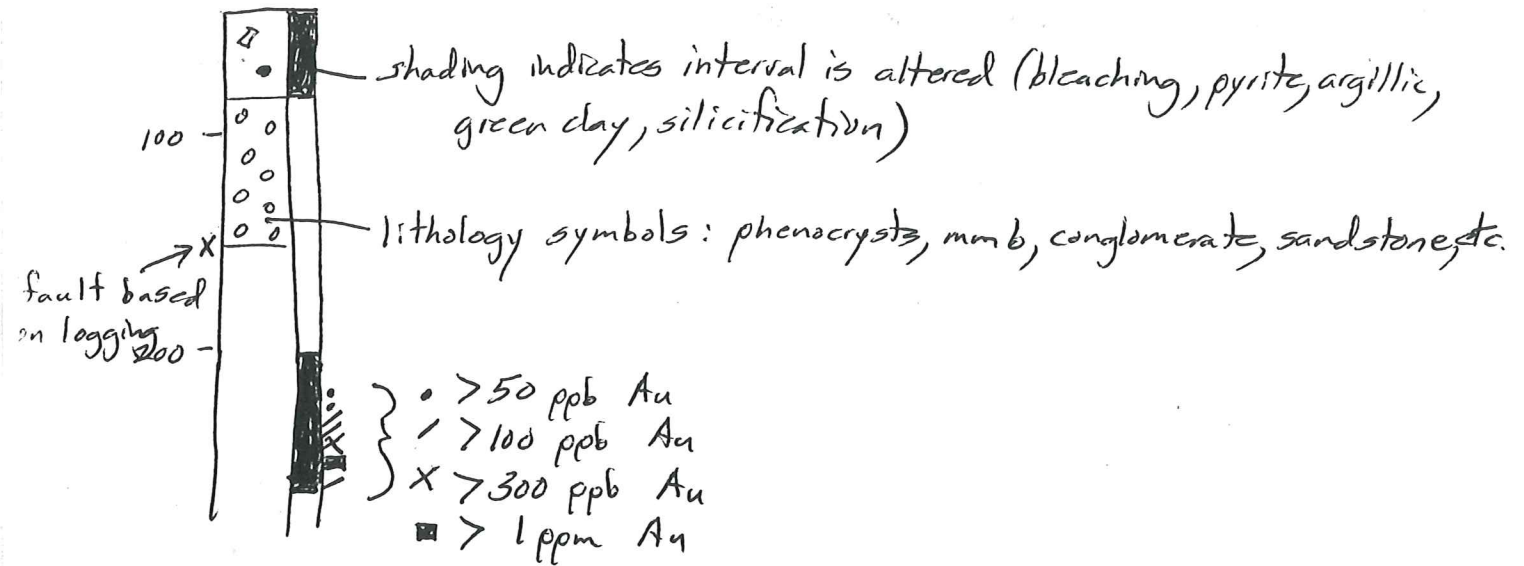 shading indicates interval is altered (bleaching, pyrite, argillic,
green clay, silicification)
100
lithology symbols: phenocrysts, mmb, conglomerate, sandstone, etc.
X
fault based
on logging
200
• >50 ppb Au
/ >100 ppb Au
X >300 ppb Au
■ > 1 ppm Au